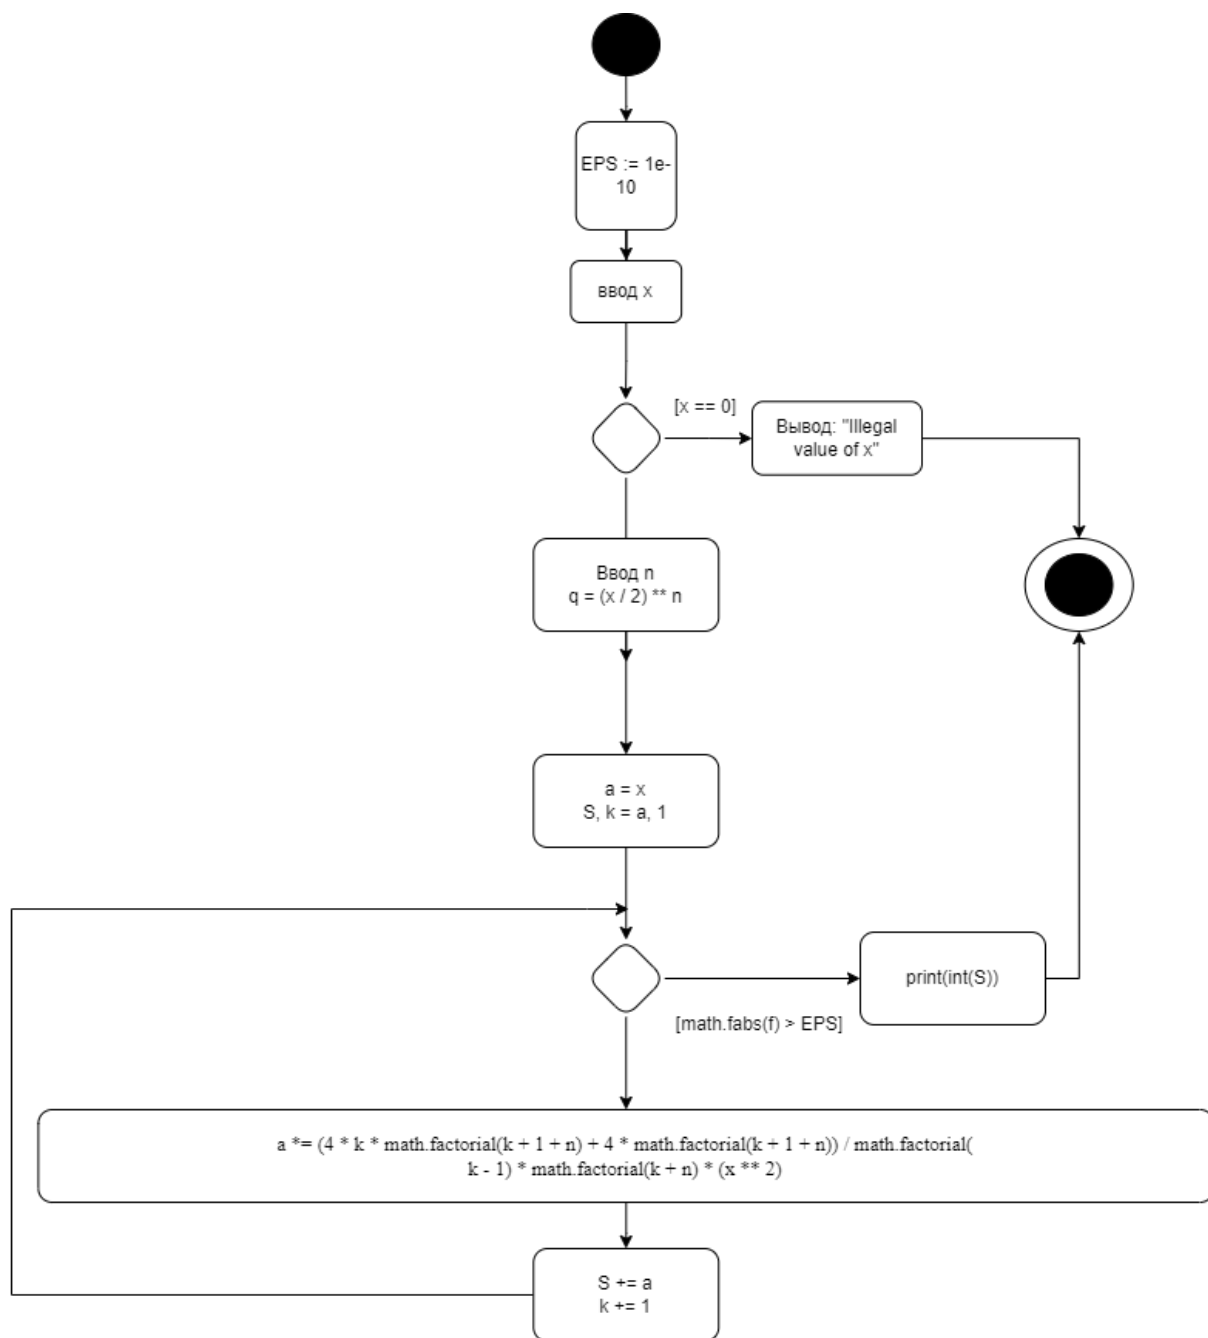 EPS := 1e-
10
ввод x
[x == 0]
Вывод: "Illegal
value of x"
Ввод n
q = (x / 2) ** n
a = x
S, k = a, 1
print(int(S))
[math.fabs(f) > EPS]
a *= (4 * k * math.factorial(k + 1 + n) + 4 * math.factorial(k + 1 + n)) / math.factorial(
k - 1) * math.factorial(k + n) * (x ** 2)
S += a
k += 1